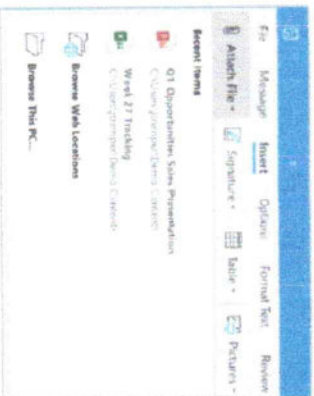 File Message Insert Options Format Text Review
Attach File Signature Table Pictures
Recent Items
Q1 Opportunities Sales Presentation
Week 27 Tracking
Browse Web Locations
Browse This PC...